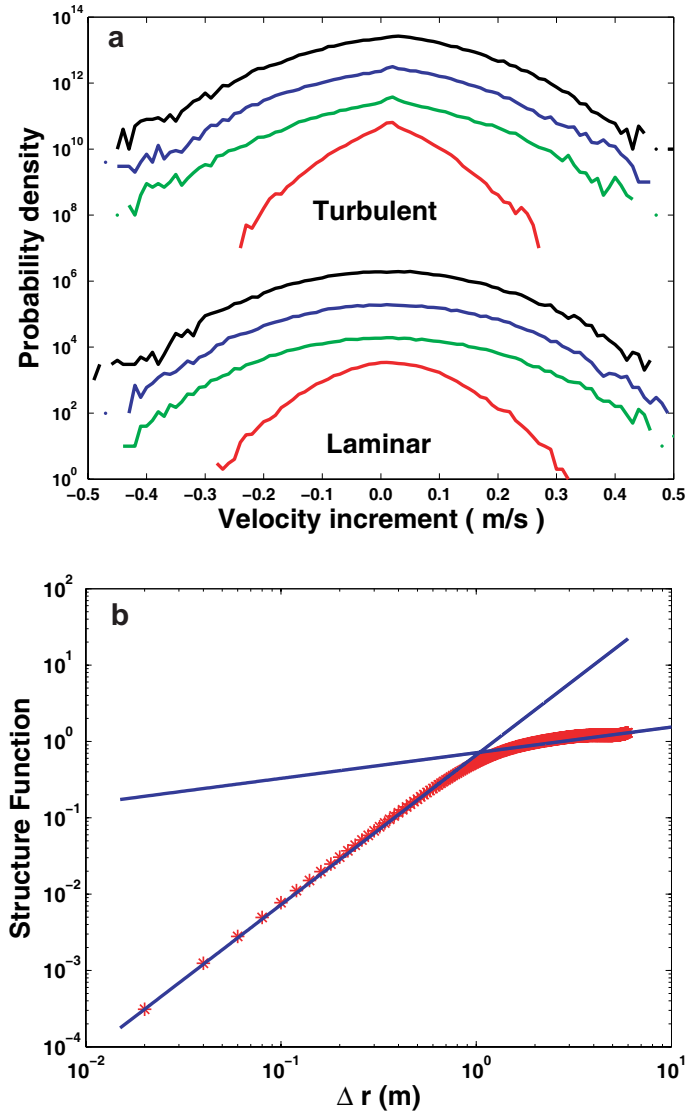 a
10^14
10^12
10^10
10^8
10^6
10^4
10^2
10^0
Probability density
Turbulent
Laminar
−0.5 −0.4 −0.3 −0.2 −0.1 0.0 0.1 0.2 0.3 0.4 0.5
Velocity increment ( m/s )
b
10^2
10^1
10^0
10^−1
10^−2
10^−3
10^−4
Structure Function
10^−2 10^−1 10^0 10^1
Δ r (m)